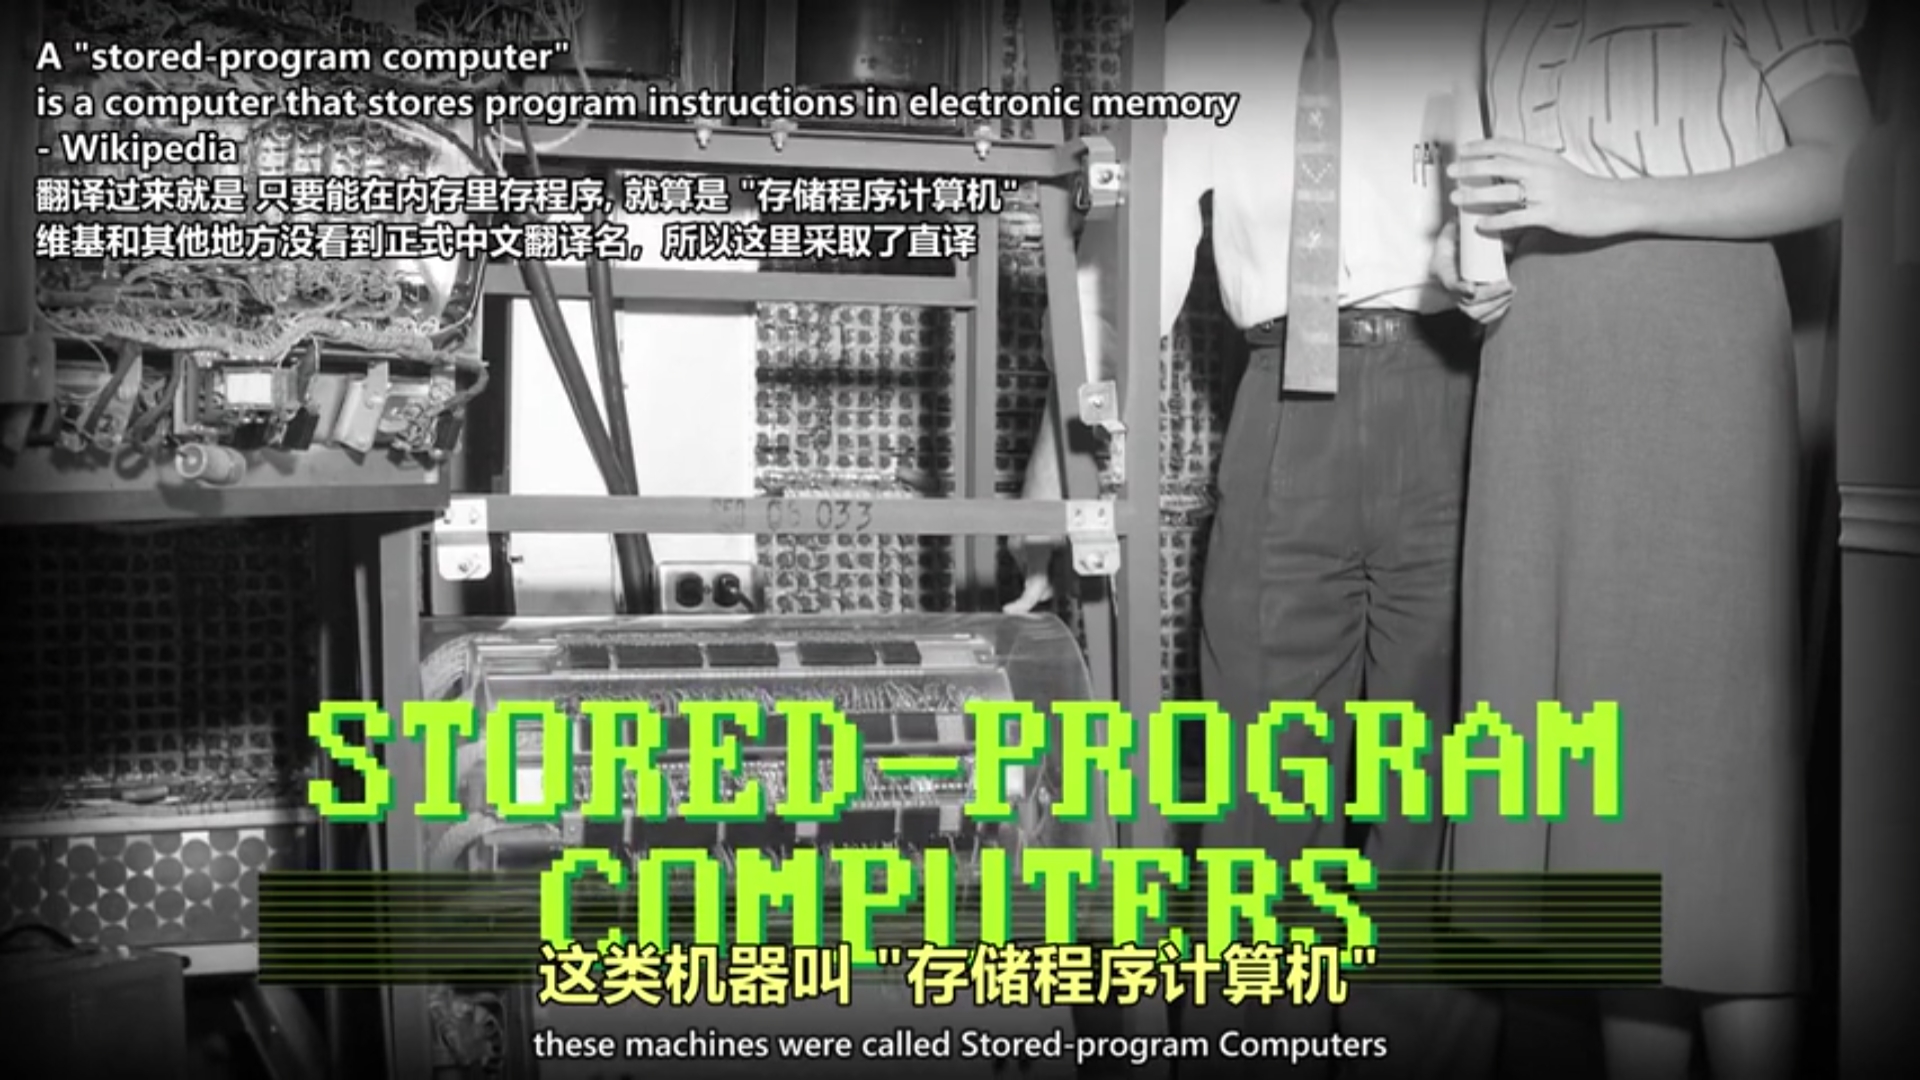 A "stored-program computer"
is a computer that stores program instructions in electronic memory
- Wikipedia
翻译过来就是 只要能在内存里存程序, 就算是 "存储程序计算机"
维基和其他地方没看到正式中文翻译名，所以这里采取了直译
033
STORED-PROGRAM
COMPUTERS
这类机器叫 "存储程序计算机"
these machines were called Stored-program Computers